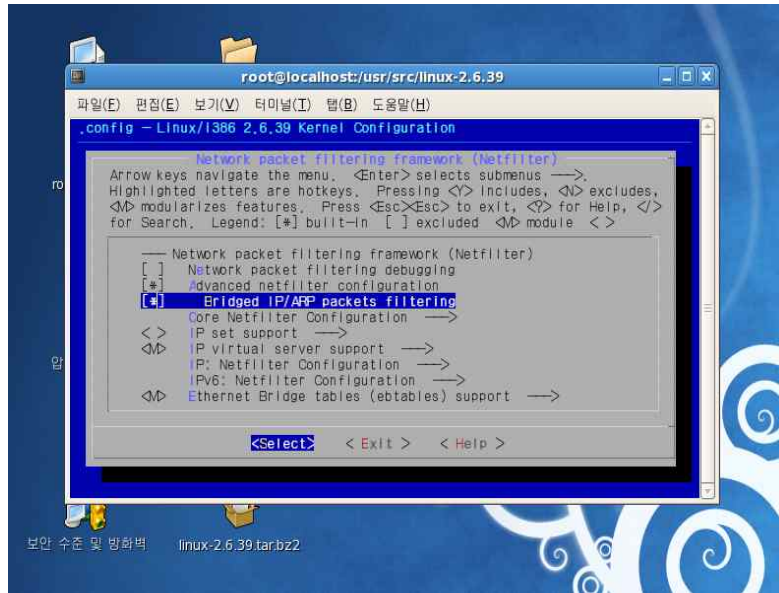 root@localhost:/usr/src/linux-2.6.39
파일(F) 편집(E) 보기(V) 터미널(T) 탭(B) 도움말(H)
.config - Linux/i386 2.6.39 Kernel Configuration
Network packet filtering framework (Netfilter)
Arrow keys navigate the menu. <Enter> selects submenus --->.
Highlighted letters are hotkeys. Pressing <Y> includes, <N> excludes,
<M> modularizes features. Press <Esc><Esc> to exit, <?> for Help, </>
for Search. Legend: [*] built-in [ ] excluded <M> module < >
--- Network packet filtering framework (Netfilter)
[ ] Network packet filtering debugging
[*] Advanced netfilter configuration
[*] Bridged IP/ARP packets filtering
Core Netfilter Configuration --->
< > IP set support --->
<M> IP virtual server support --->
IP: Netfilter Configuration --->
IPv6: Netfilter Configuration --->
<M> Ethernet Bridge tables (ebtables) support --->
<Select> < Exit > < Help >
ro
압
보안 수준 및 방화벽
linux-2.6.39.tar.bz2